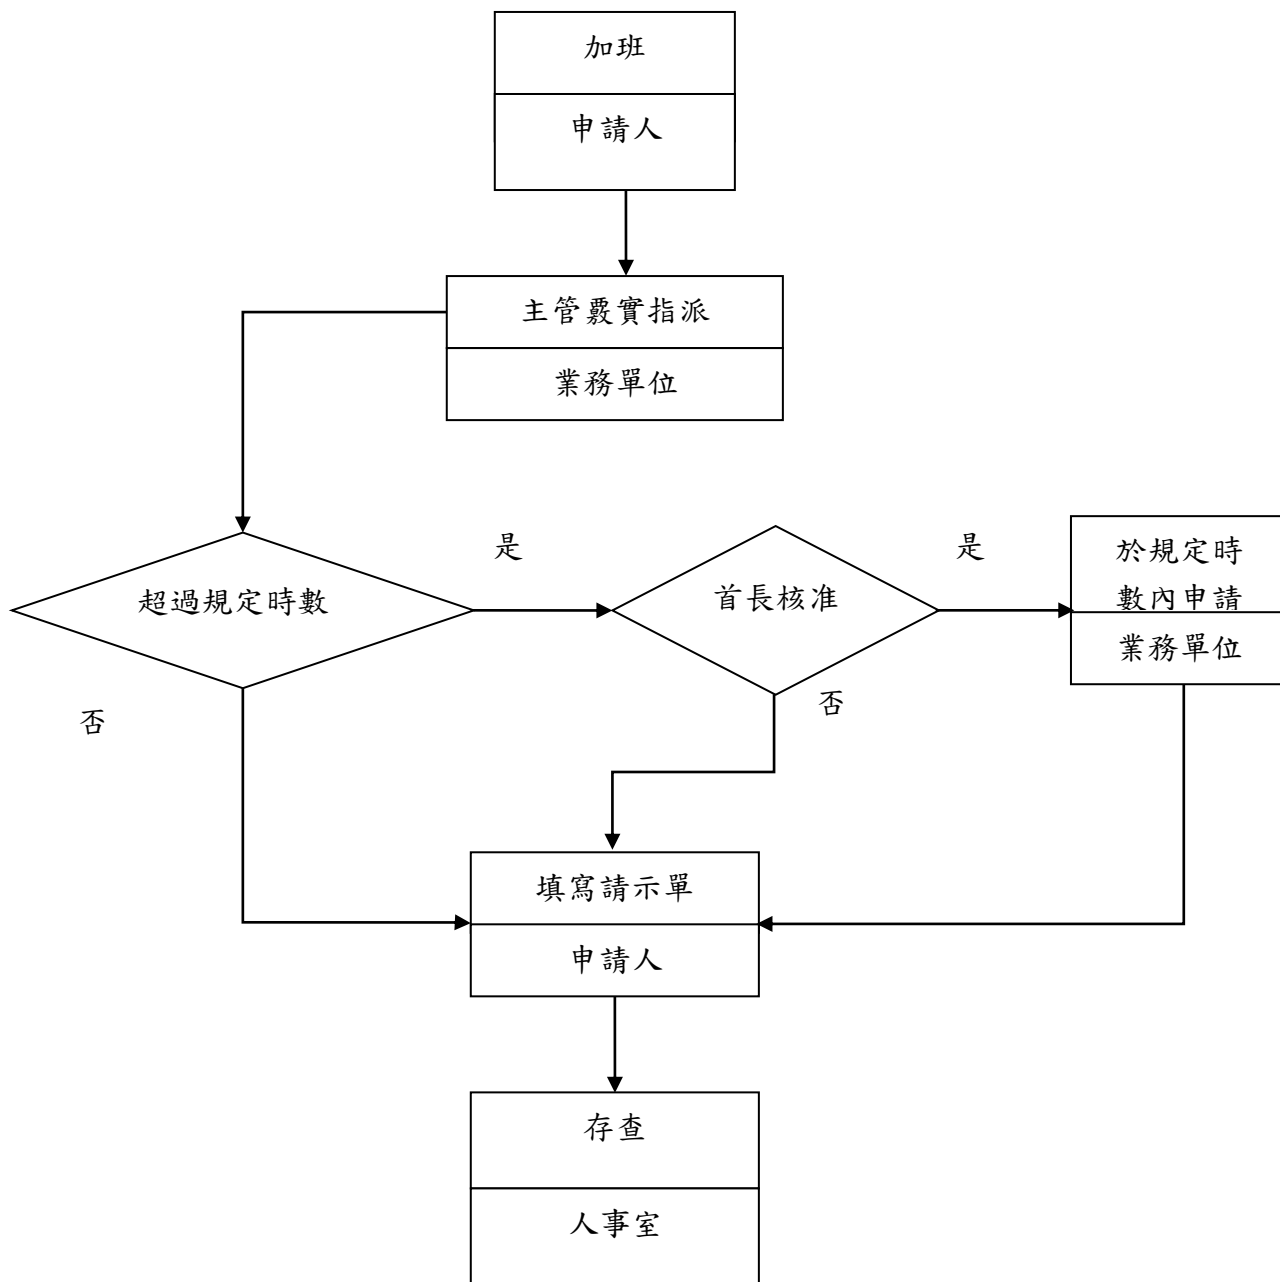 加班
申請人
主管覈實指派
業務單位
超過規定時數
是
首長核准
是
於規定時
數內申請
業務單位
否
否
填寫請示單
申請人
存查
人事室